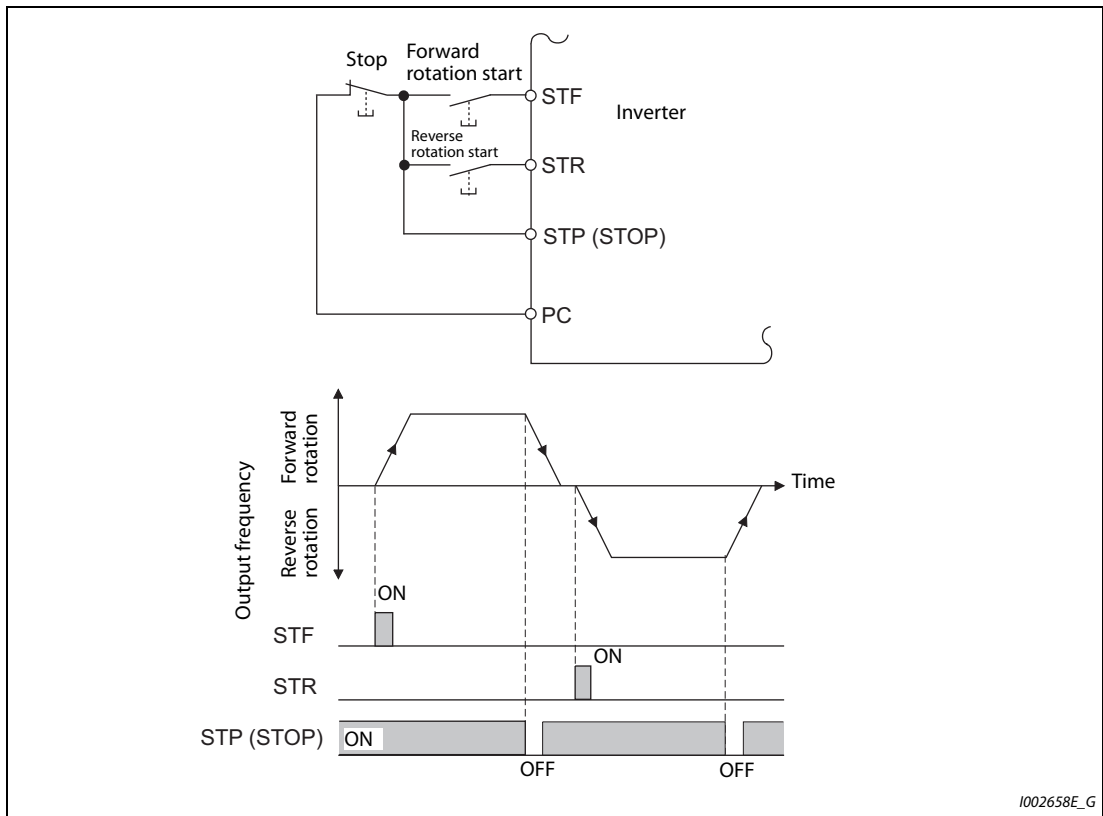 Stop
Forward
rotation start
STF
Inverter
Reverse
rotation start
STR
STP (STOP)
PC
Output frequency
Forward
rotation
Reverse
rotation
Time
ON
STF
ON
STR
STP (STOP)
ON
OFF
OFF
I002658E_G